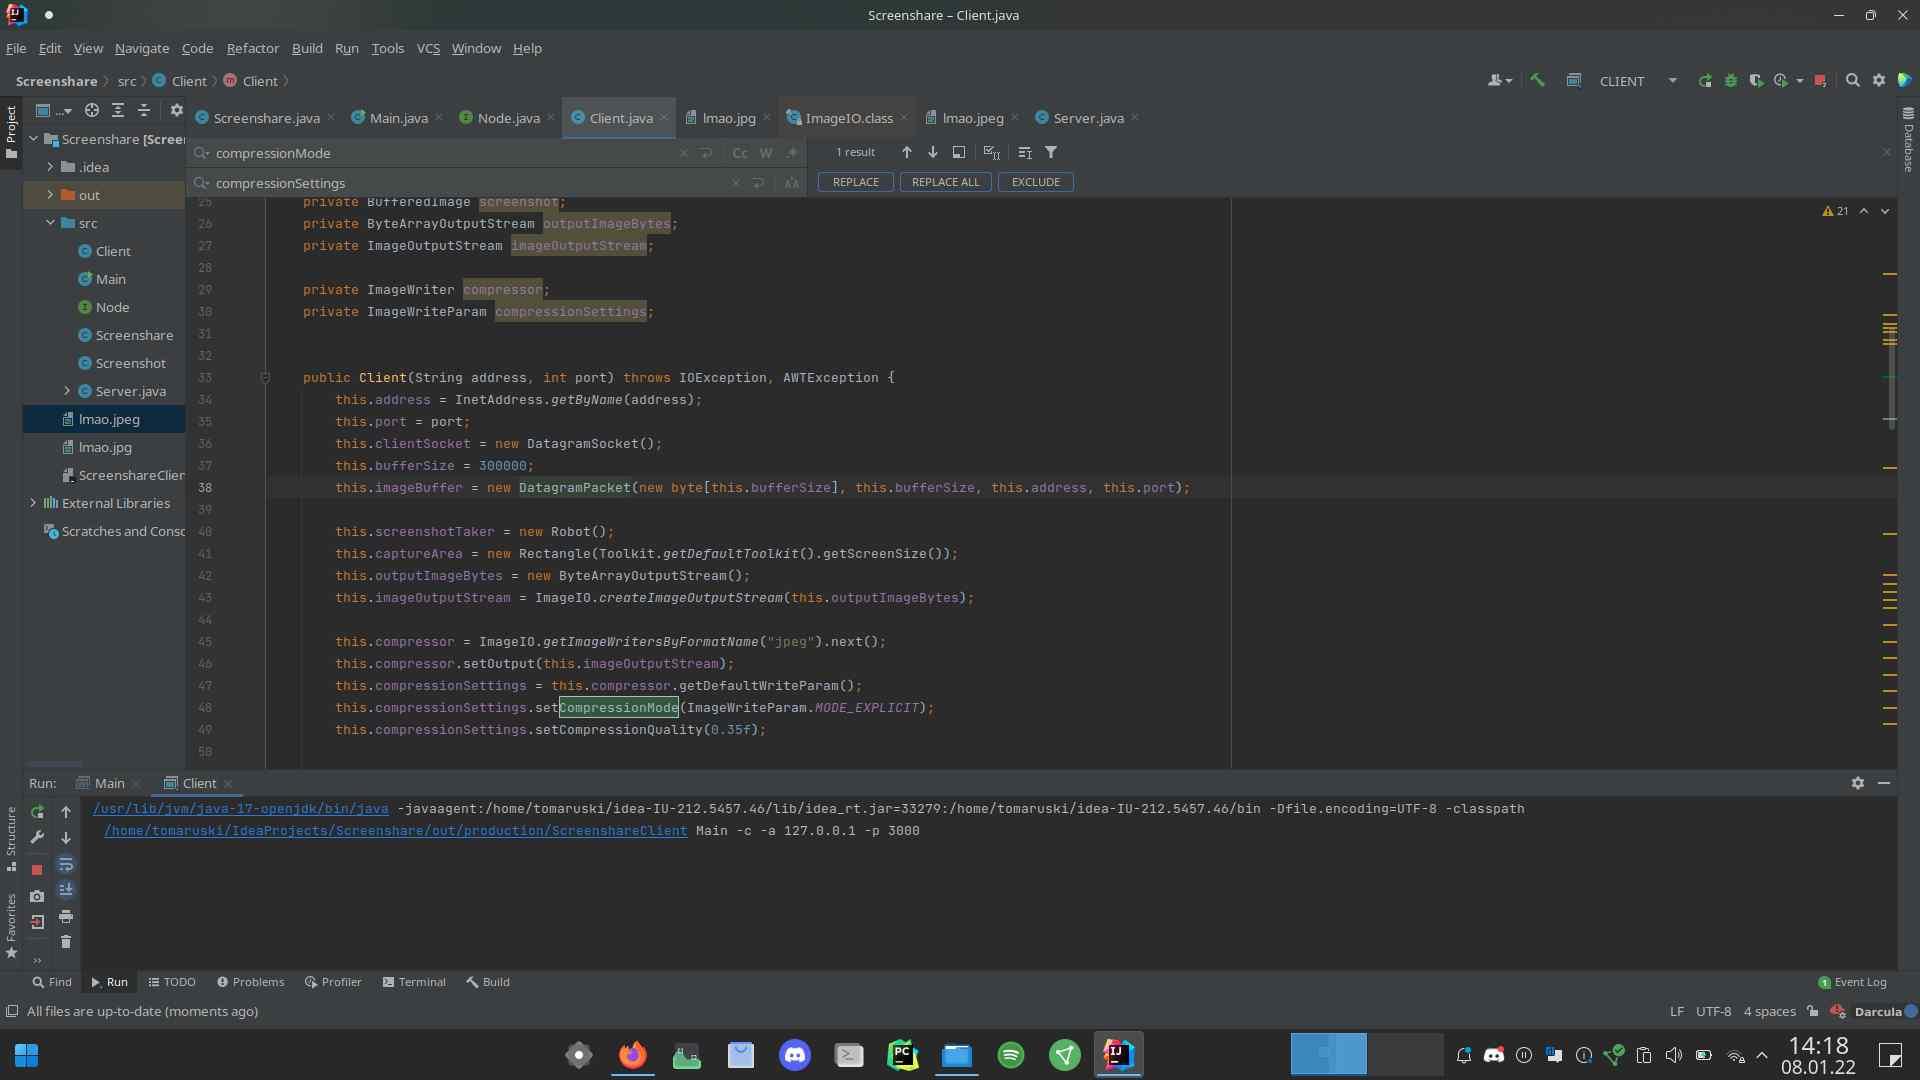 Screenshare – Client.java
File Edit View Navigate Code Refactor Build Run Tools VCS Window Help
Screenshare src Client Client
CLIENT
Project
...
Screenshare.java Main.java Node.java Client.java lmao.jpg ImageIO.class lmao.jpeg Server.java
Database
Screenshare [Scree
.idea
out
src
Client
Main
Node
Screenshare
Screenshot
Server.java
lmao.jpeg
lmao.jpg
ScreenshareClien
External Libraries
Scratches and Consc
compressionMode Cc W .* 1 result
compressionSettings REPLACE REPLACE ALL EXCLUDE
21
25 private BufferedImage screenshot;
26 private ByteArrayOutputStream outputImageBytes;
27 private ImageOutputStream imageOutputStream;
28
29 private ImageWriter compressor;
30 private ImageWriteParam compressionSettings;
31
32
33 public Client(String address, int port) throws IOException, AWTException {
34 this.address = InetAddress.getByName(address);
35 this.port = port;
36 this.clientSocket = new DatagramSocket();
37 this.bufferSize = 300000;
38 this.imageBuffer = new DatagramPacket(new byte[this.bufferSize], this.bufferSize, this.address, this.port);
39
40 this.screenshotTaker = new Robot();
41 this.captureArea = new Rectangle(Toolkit.getDefaultToolkit().getScreenSize());
42 this.outputImageBytes = new ByteArrayOutputStream();
43 this.imageOutputStream = ImageIO.createImageOutputStream(this.outputImageBytes);
44
45 this.compressor = ImageIO.getImageWritersByFormatName("jpeg").next();
46 this.compressor.setOutput(this.imageOutputStream);
47 this.compressionSettings = this.compressor.getDefaultWriteParam();
48 this.compressionSettings.setCompressionMode(ImageWriteParam.MODE_EXPLICIT);
49 this.compressionSettings.setCompressionQuality(0.35f);
50
Run: Main Client
/usr/lib/jvm/java-17-openjdk/bin/java -javaagent:/home/tomaruski/idea-IU-212.5457.46/lib/idea_rt.jar=33279:/home/tomaruski/idea-IU-212.5457.46/bin -Dfile.encoding=UTF-8 -classpath
/home/tomaruski/IdeaProjects/Screenshare/out/production/ScreenshareClient Main -c -a 127.0.0.1 -p 3000
Structure
Favorites
Find Run TODO Problems Profiler Terminal Build
1 Event Log
All files are up-to-date (moments ago)
LF UTF-8 4 spaces Darcula
PC
IJ
14:18
08.01.22